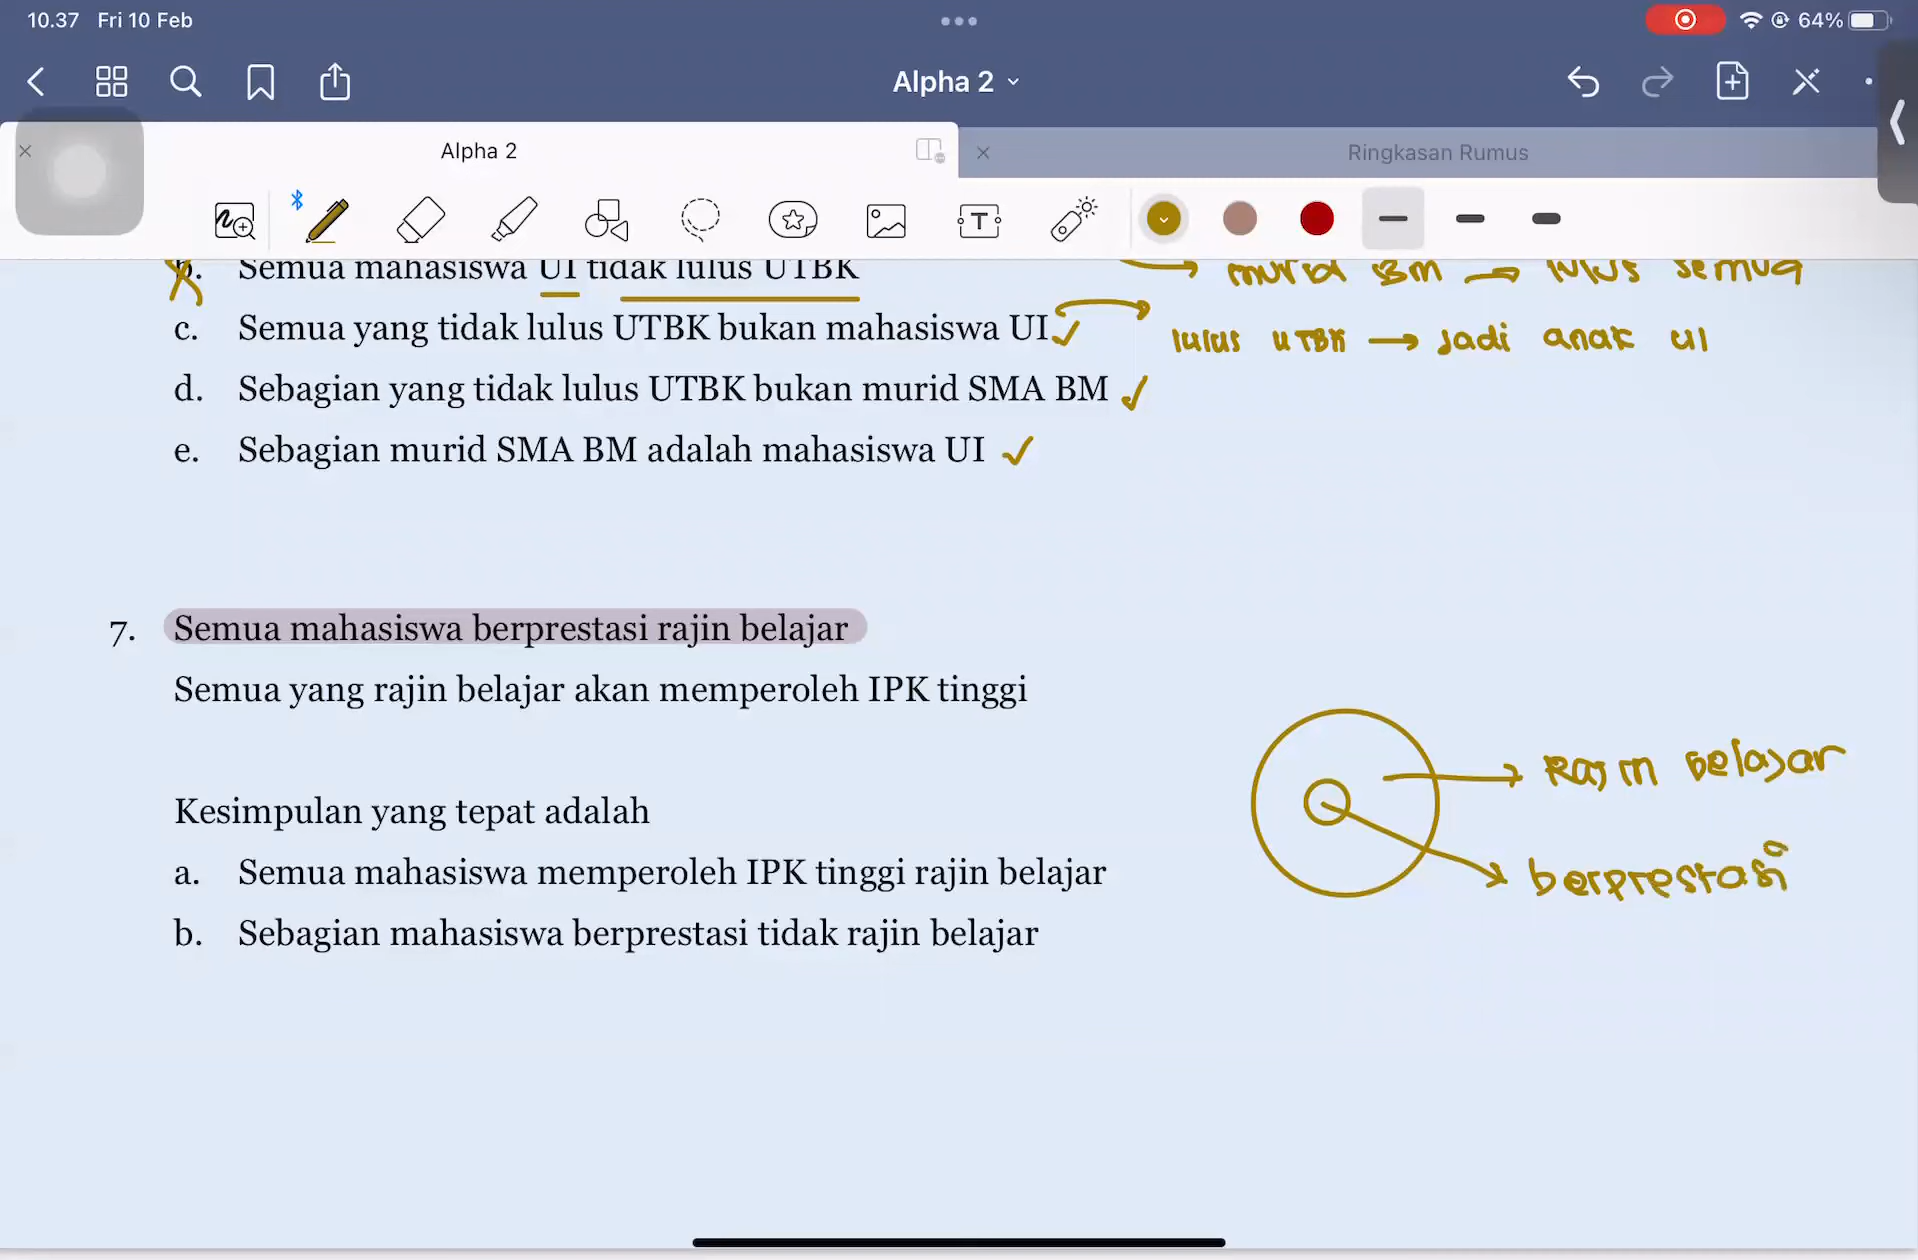 10.37 Fri 10 Feb
64%
Alpha 2
Alpha 2
Ringkasan Rumus
T
b. Semua mahasiswa UI tidak lulus UTBK
murid BM → lulus semua
c. Semua yang tidak lulus UTBK bukan mahasiswa UI ✓
lulus UTBK → Jadi anak UI
d. Sebagian yang tidak lulus UTBK bukan murid SMA BM ✓
e. Sebagian murid SMA BM adalah mahasiswa UI ✓
7. Semua mahasiswa berprestasi rajin belajar
Semua yang rajin belajar akan memperoleh IPK tinggi
→ Rajin Belajar
Kesimpulan yang tepat adalah
a. Semua mahasiswa memperoleh IPK tinggi rajin belajar
→ berprestasi
b. Sebagian mahasiswa berprestasi tidak rajin belajar